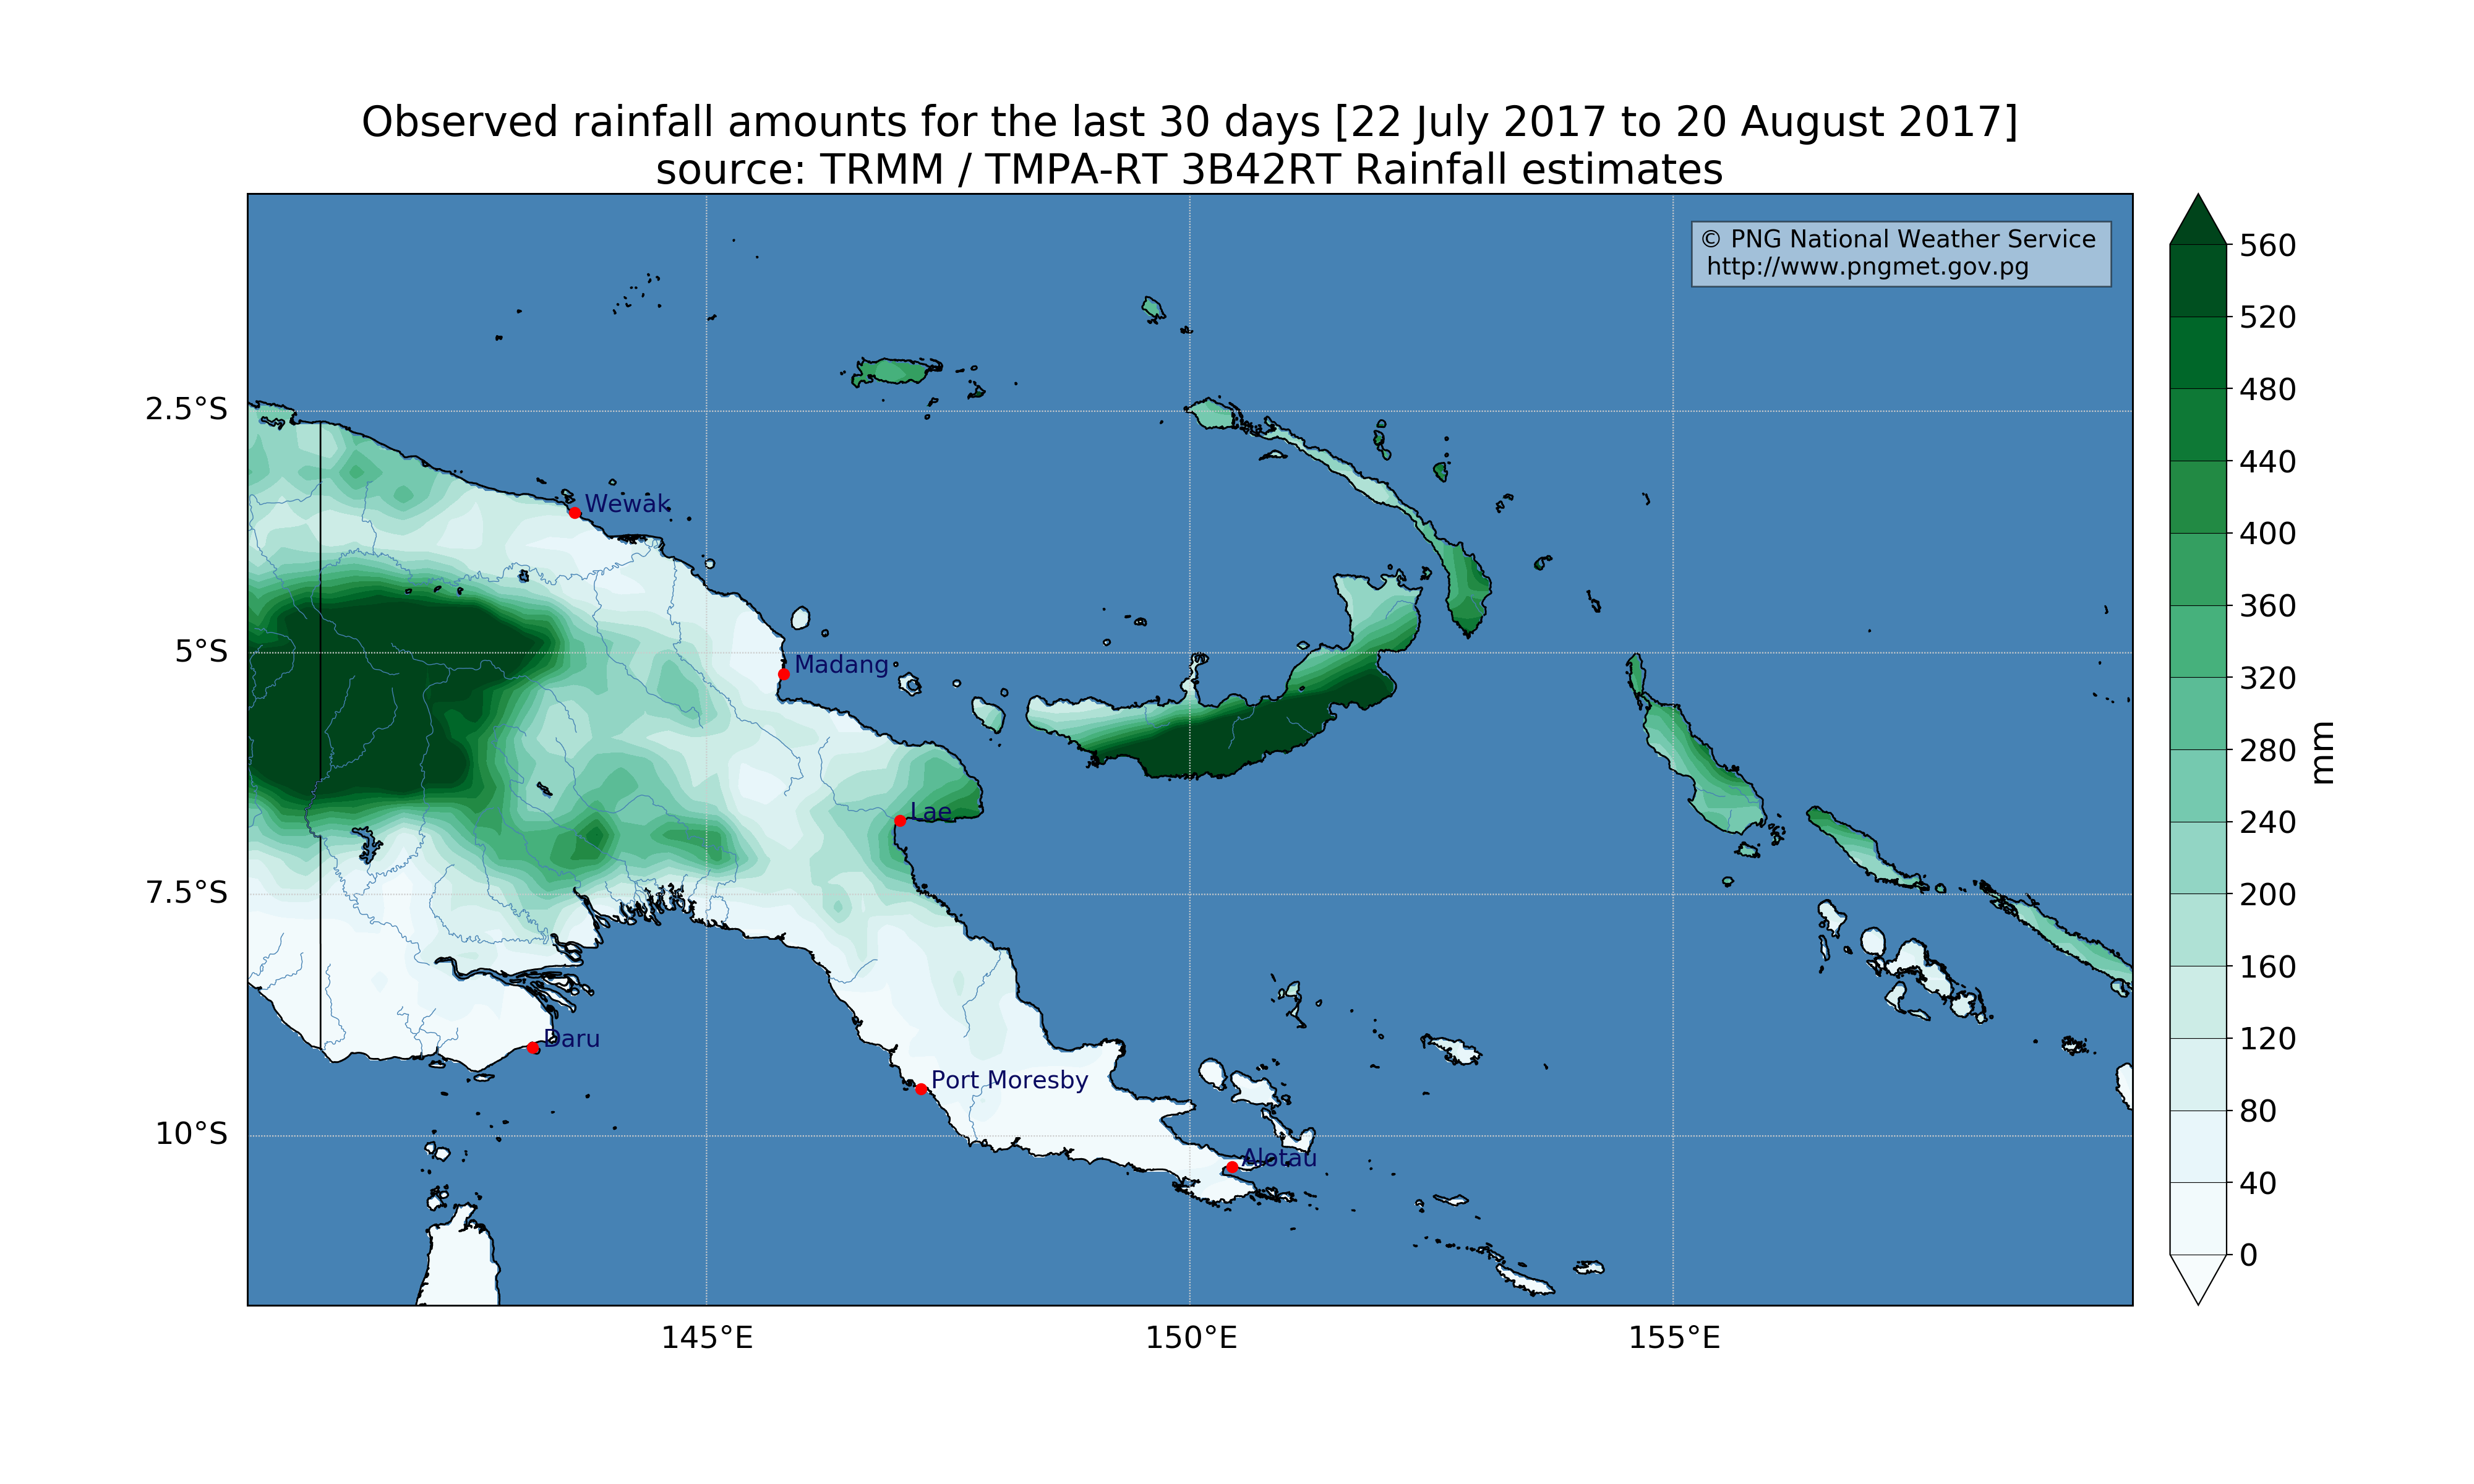 Observed rainfall amounts for the last 30 days [22 July 2017 to 20 August 2017]
source: TRMM / TMPA-RT 3B42RT Rainfall estimates
© PNG National Weather Service
http://www.pngmet.gov.pg
560
520
480
440
400
360
320
280
240
200
160
120
80
40
0
mm
2.5°S
5°S
7.5°S
10°S
Wewak
Madang
Lae
Daru
Port Moresby
Alotau
145°E
150°E
155°E